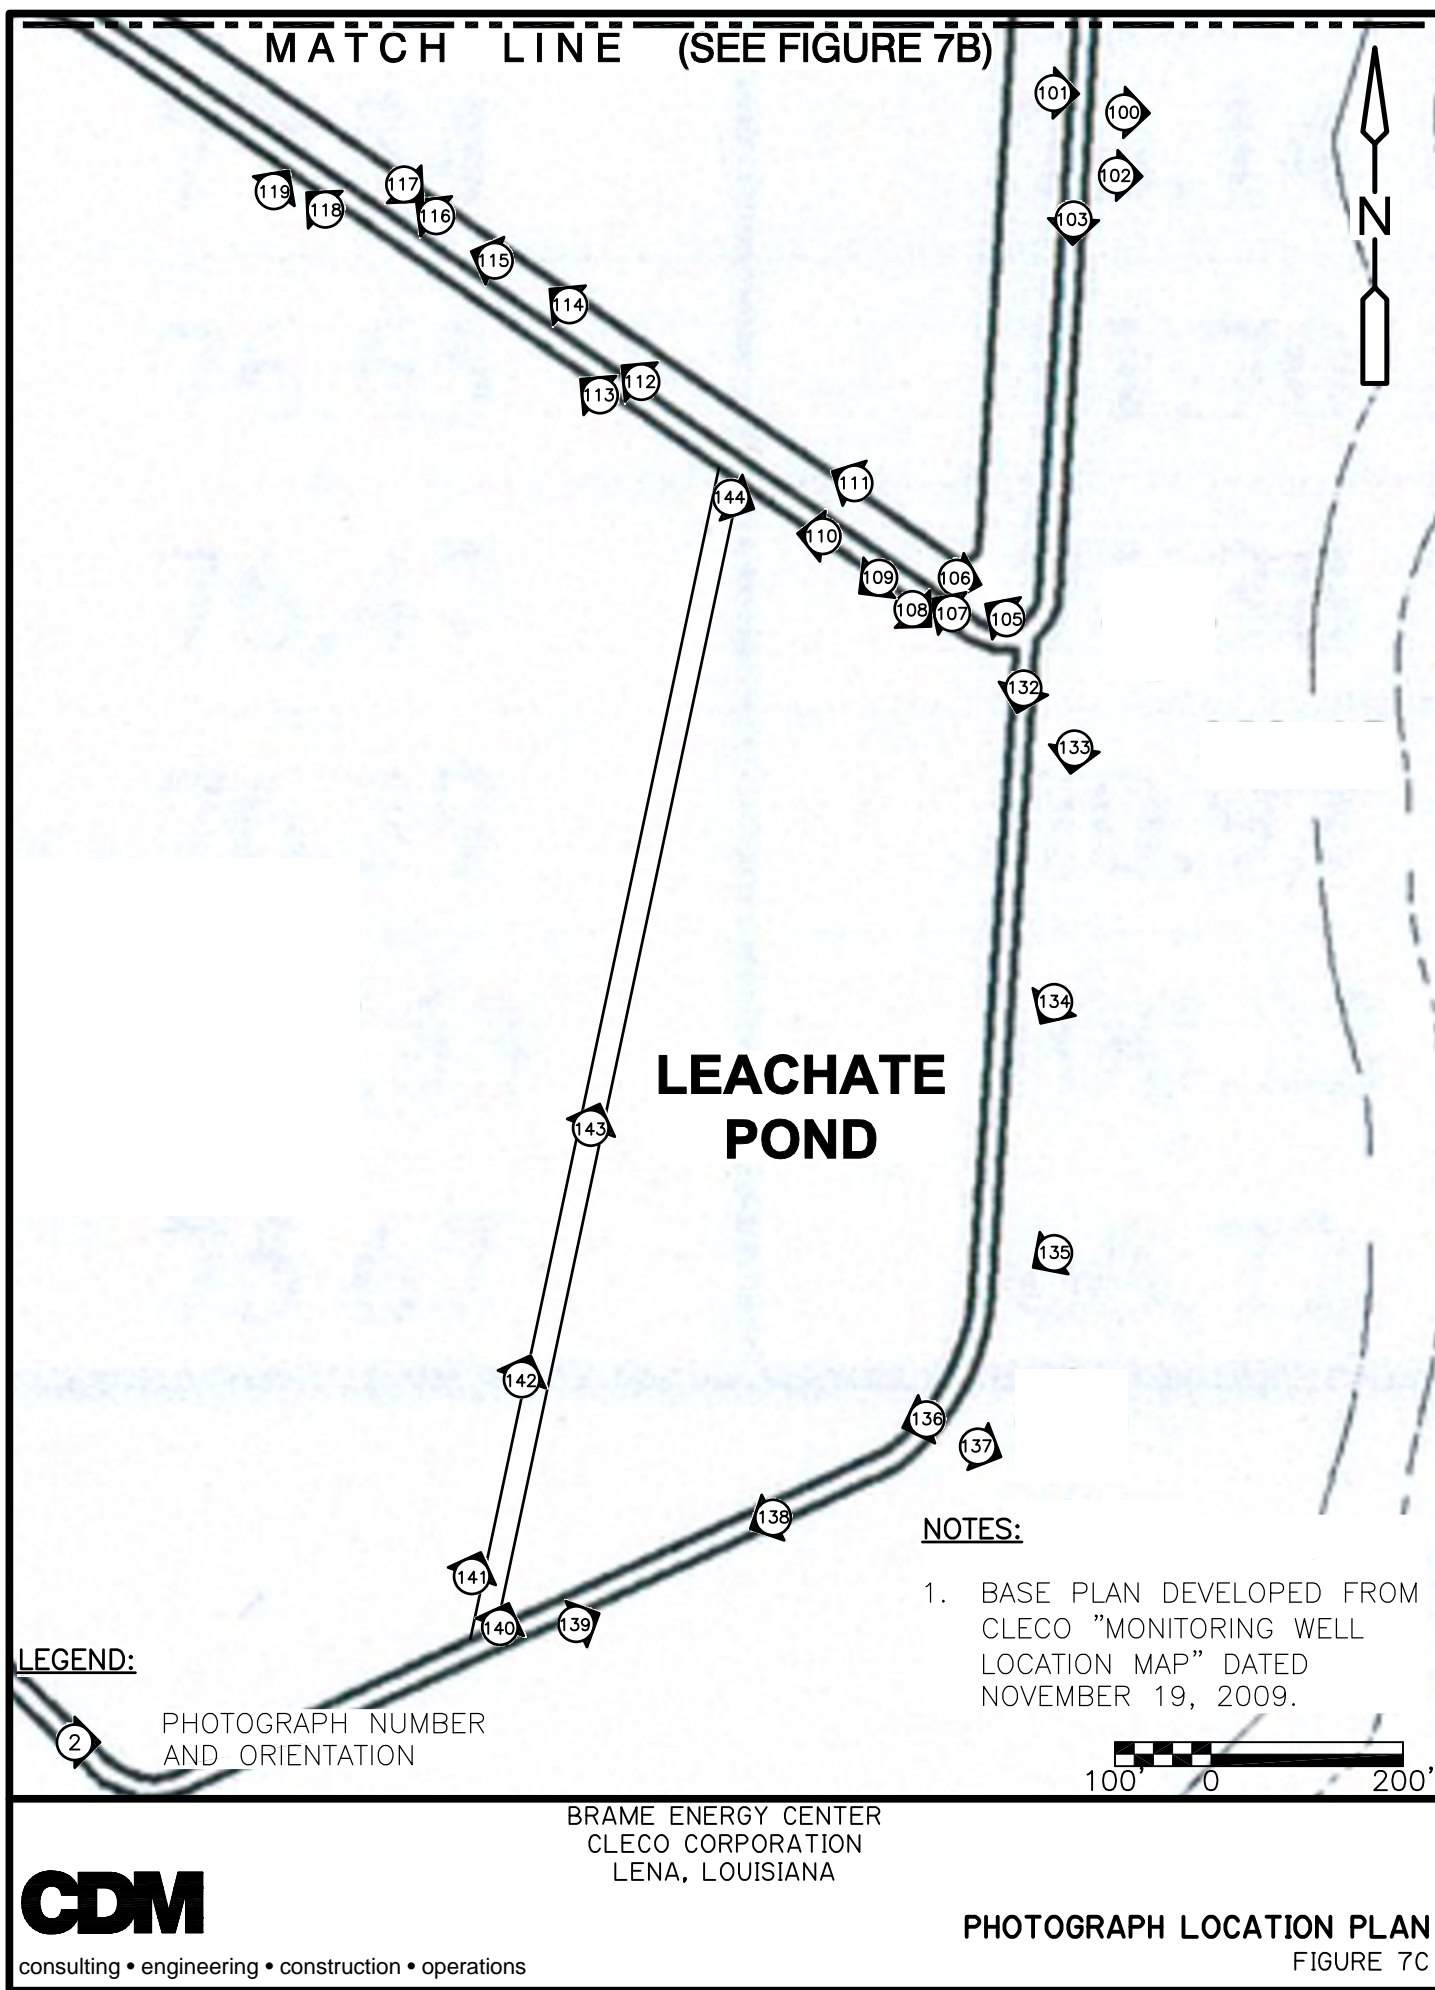 MATCH LINE (SEE FIGURE 7B)
101
100
102
103
N
117
119
118
116
115
114
112
113
111
144
110
109
106
108
107
105
132
133
134
LEACHATE
POND
143
135
142
136
137
138
141
140
139
NOTES:
1. BASE PLAN DEVELOPED FROM
CLECO "MONITORING WELL
LOCATION MAP" DATED
NOVEMBER 19, 2009.
LEGEND:
2
PHOTOGRAPH NUMBER
AND ORIENTATION
100' 0 200'
BRAME ENERGY CENTER
CLECO CORPORATION
LENA, LOUISIANA
CDM
consulting • engineering • construction • operations
PHOTOGRAPH LOCATION PLAN
FIGURE 7C